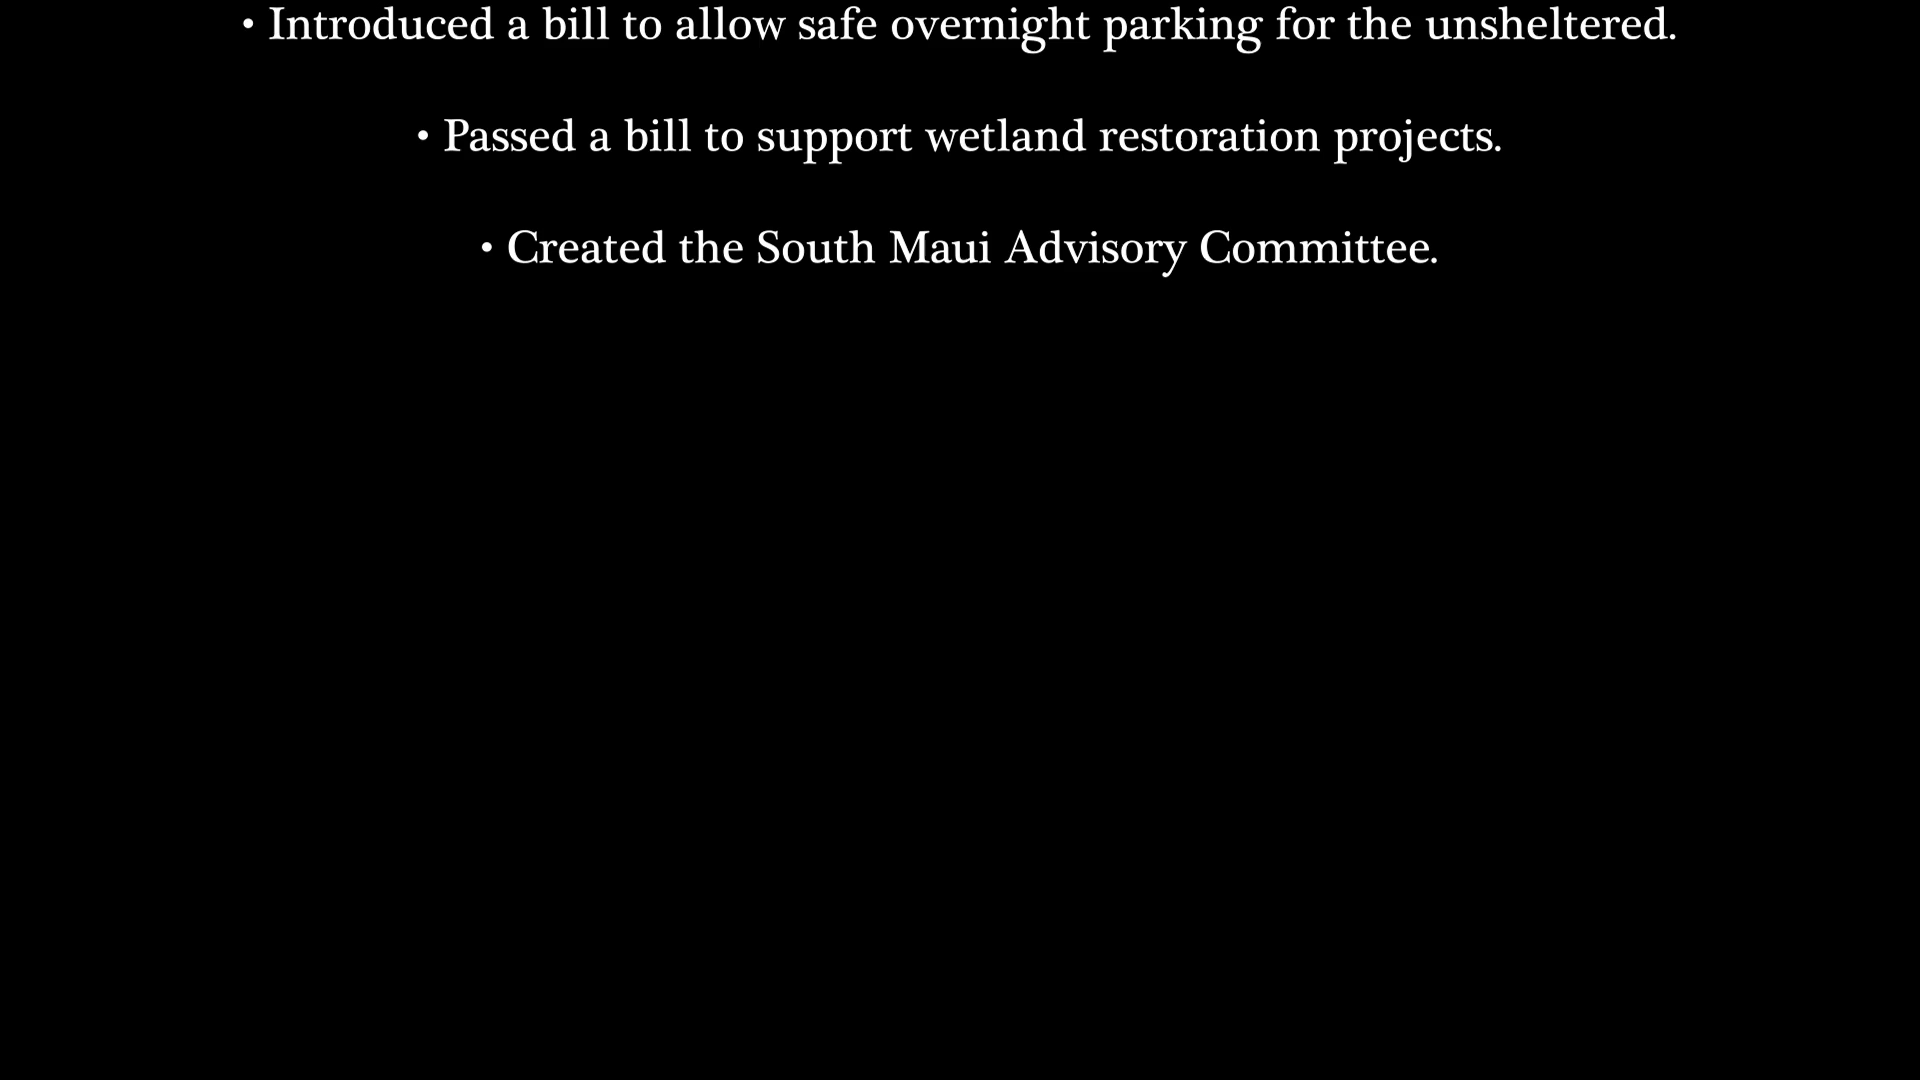 • Introduced a bill to allow safe overnight parking for the unsheltered.
• Passed a bill to support wetland restoration projects.
• Created the South Maui Advisory Committee.